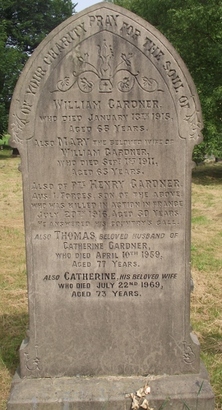 OF YOUR CHARITY PRAY FOR THE SOUL OF
WILLIAM GARDNER.
WHO DIED JANUARY 13TH 1915,
AGED 65 YEARS.
ALSO MARY THE BELOVED WIFE OF
WILLIAM GARDNER,
WHO DIED SEPT 1911,
AGED 63 YEARS.
ALSO OF PTE HENRY GARDNER
SON OF THE ABOVE
WHO WAS KILLED IN ACTION IN FRANCE
JULY 1916, AGED 30 YEARS.
ALSO THOMAS BELOVED HUSBAND OF
CATHERINE GARDNER,
WHO DIED APRIL 10TH 1959,
AGED 77 YEARS.
ALSO CATHERINE, HIS BELOVED WIFE
WHO DIED JULY 22ND 1969,
AGED 73 YEARS.